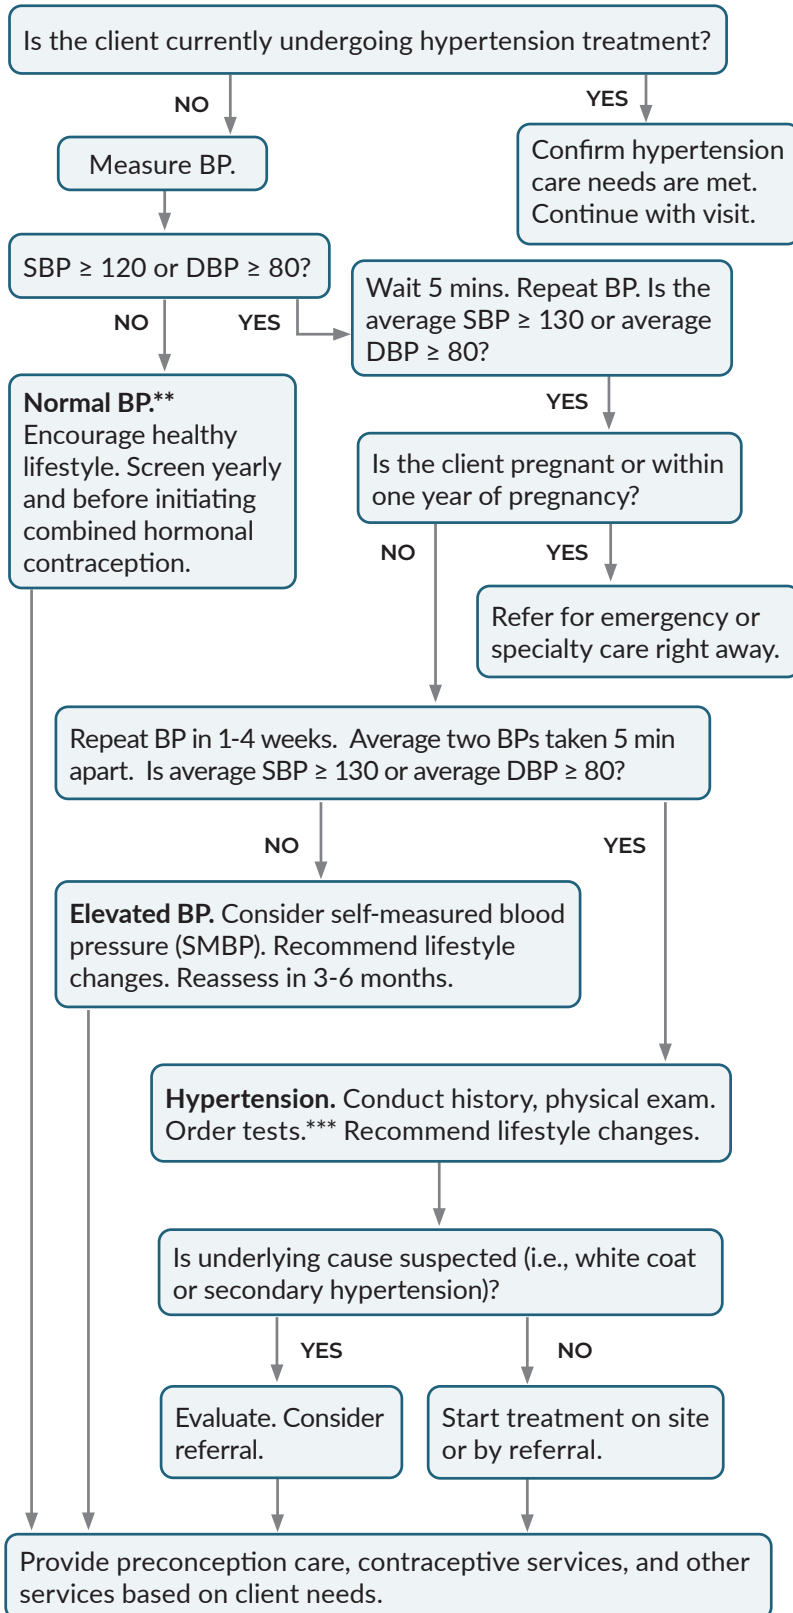 Is the client currently undergoing hypertension treatment?
NO
YES
Measure BP.
Confirm hypertension
care needs are met.
Continue with visit.
SBP ≥ 120 or DBP ≥ 80?
Wait 5 mins. Repeat BP. Is the
average SBP ≥ 130 or average
DBP ≥ 80?
NO
YES
YES
Normal BP.**
Encourage healthy
lifestyle. Screen yearly
and before initiating
combined hormonal
contraception.
Is the client pregnant or within
one year of pregnancy?
NO
YES
Refer for emergency or
specialty care right away.
Repeat BP in 1-4 weeks.  Average two BPs taken 5 min
apart.  Is average SBP ≥ 130 or average DBP ≥ 80?
NO
YES
Elevated BP. Consider self-measured blood
pressure (SMBP). Recommend lifestyle
changes. Reassess in 3-6 months.
Hypertension. Conduct history, physical exam.
Order tests.*** Recommend lifestyle changes.
Is underlying cause suspected (i.e., white coat
or secondary hypertension)?
YES
NO
Evaluate. Consider
referral.
Start treatment on site
or by referral.
Provide preconception care, contraceptive services, and other
services based on client needs.